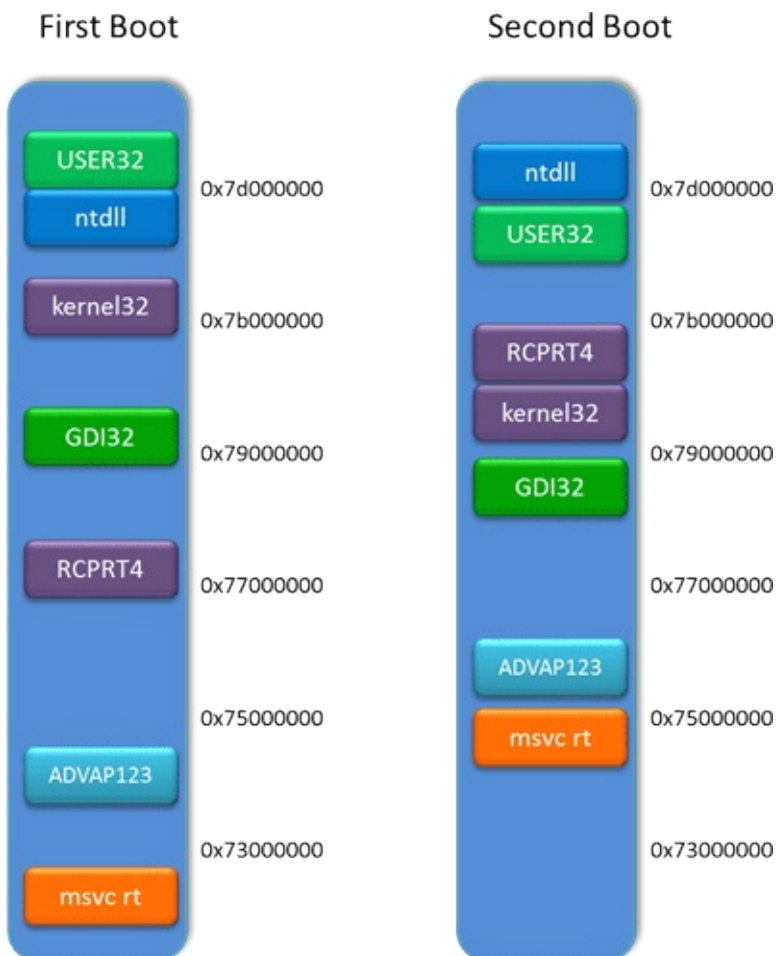 First Boot
USER32
0x7d000000
ntdll
kernel32
0x7b000000
GDI32
0x79000000
RCPRT4
0x77000000
0x75000000
ADVAP123
0x73000000
msvc rt
Second Boot
ntdll
0x7d000000
USER32
0x7b000000
RCPRT4
kernel32
0x79000000
GDI32
0x77000000
ADVAP123
0x75000000
msvc rt
0x73000000